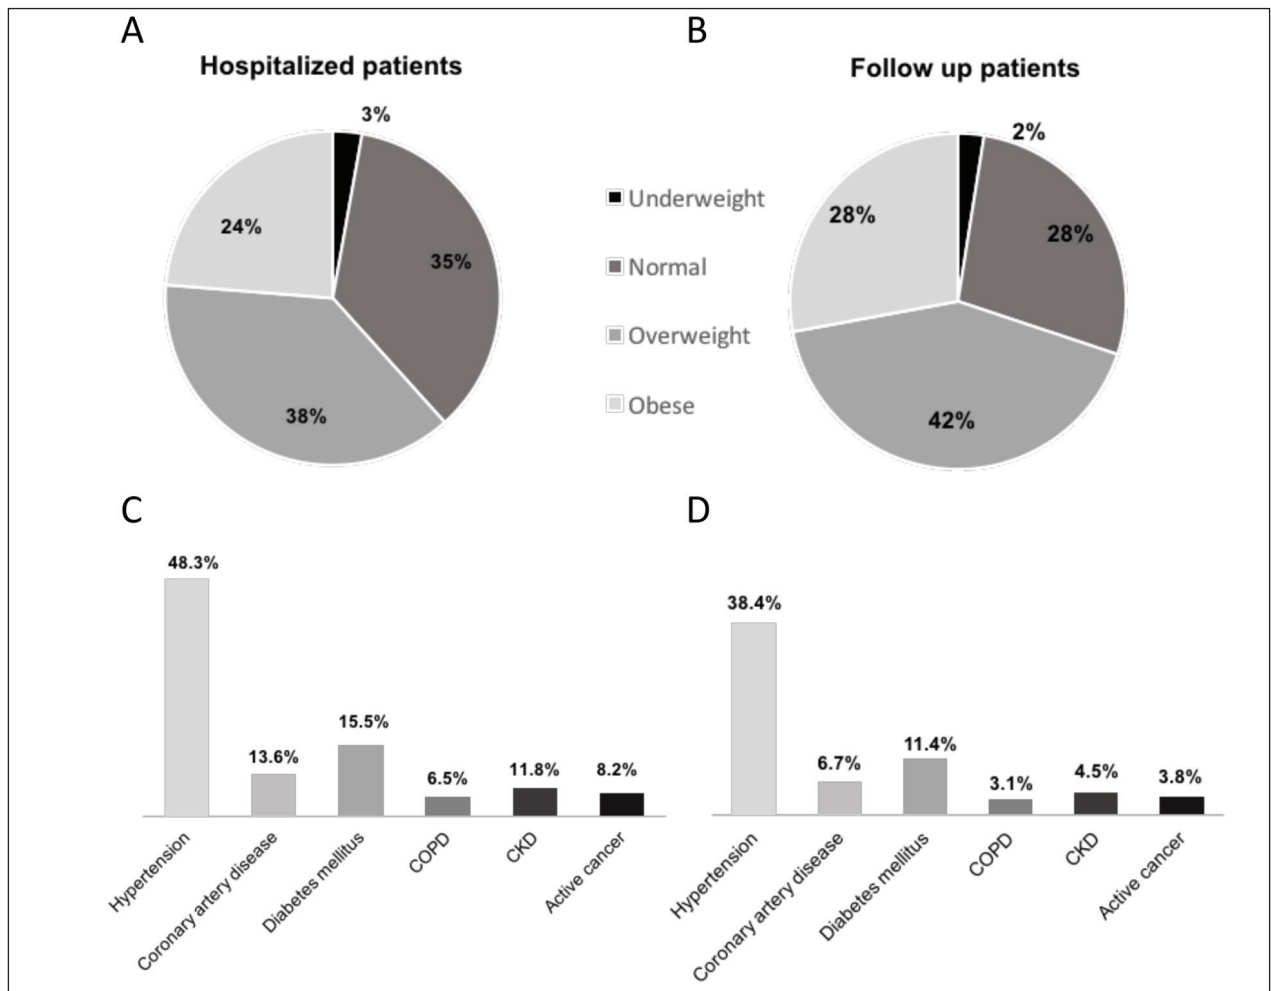 A
B
Hospitalized patients
Follow up patients
3%
35%
38%
24%
Underweight
Normal
Overweight
Obese
2%
28%
42%
28%
C
48.3%
13.6%
15.5%
6.5%
11.8%
8.2%
Hypertension
Coronary artery disease
Diabetes mellitus
COPD
CKD
Active cancer
D
38.4%
6.7%
11.4%
3.1%
4.5%
3.8%
Hypertension
Coronary artery disease
Diabetes mellitus
COPD
CKD
Active cancer